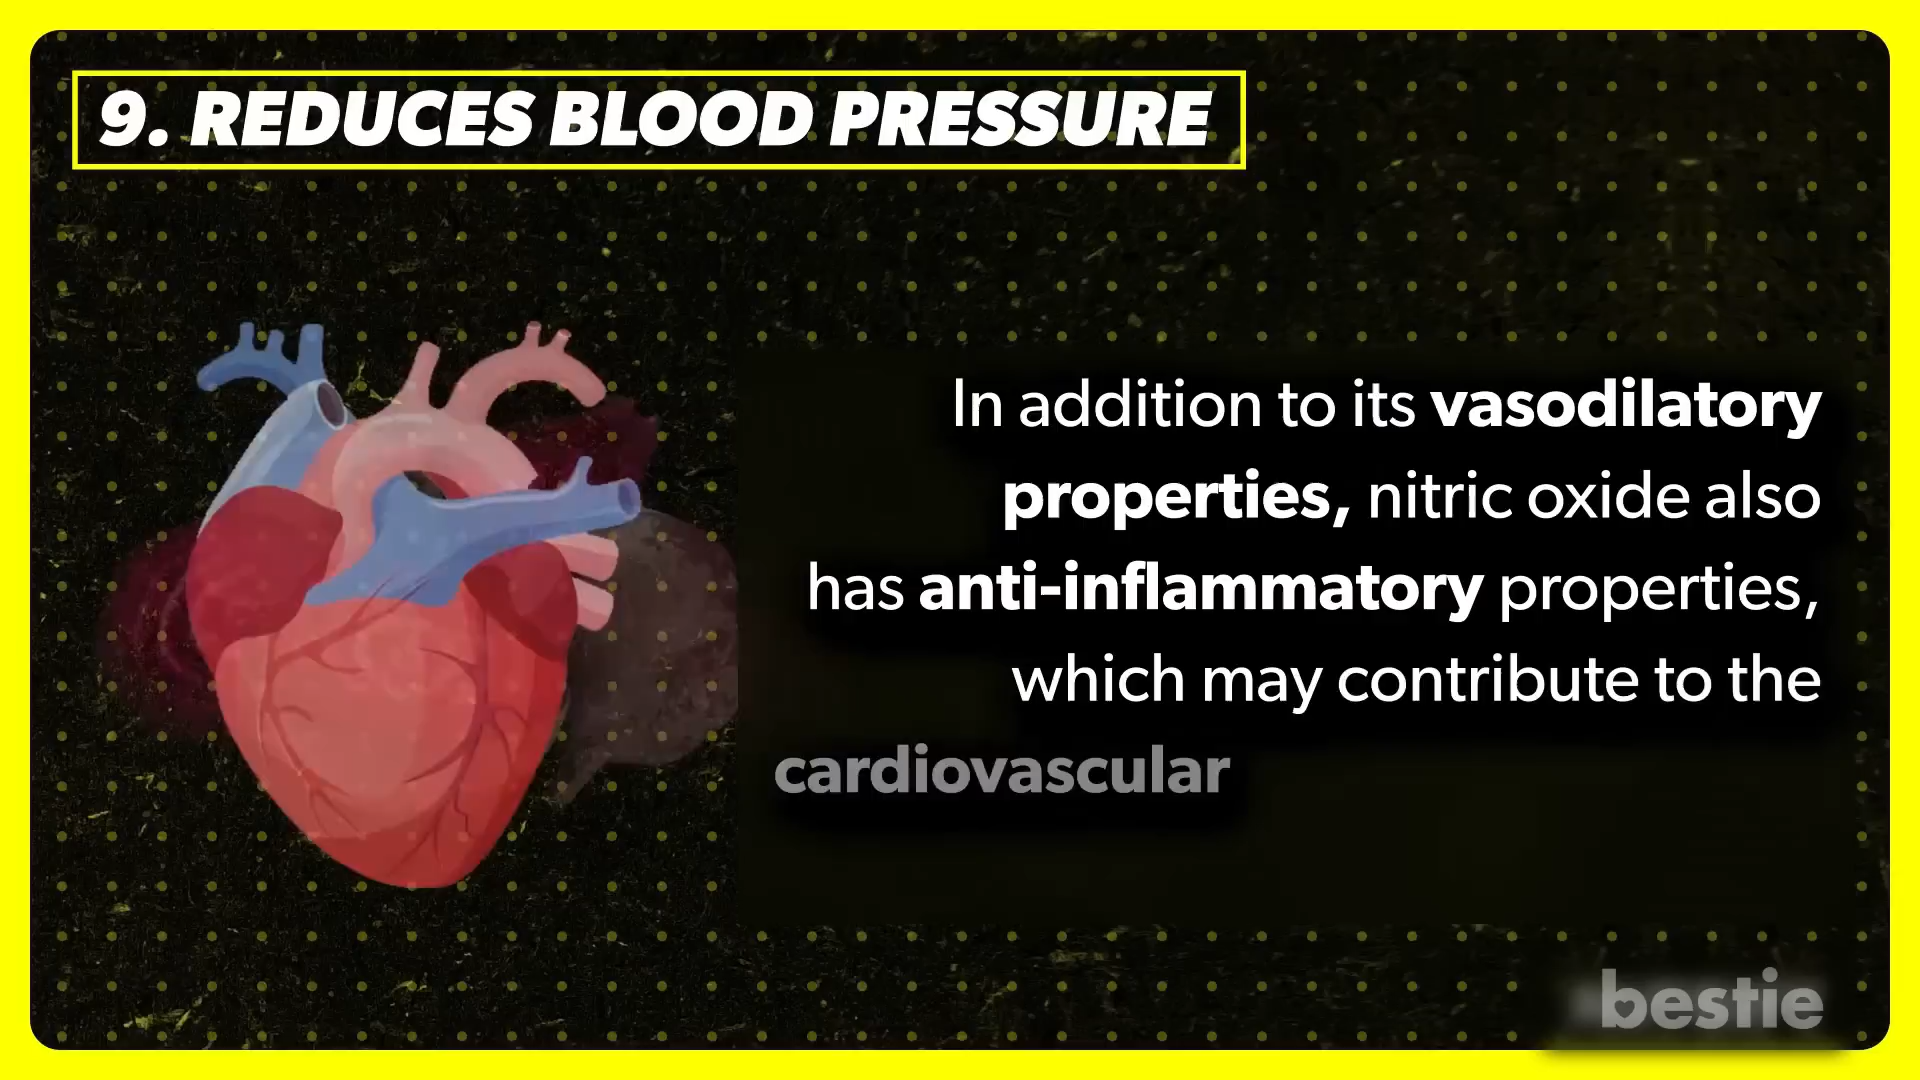 9. REDUCES BLOOD PRESSURE
In addition to its vasodilatory
properties, nitric oxide also
has anti-inflammatory properties,
which may contribute to the
cardiovascular
bestie